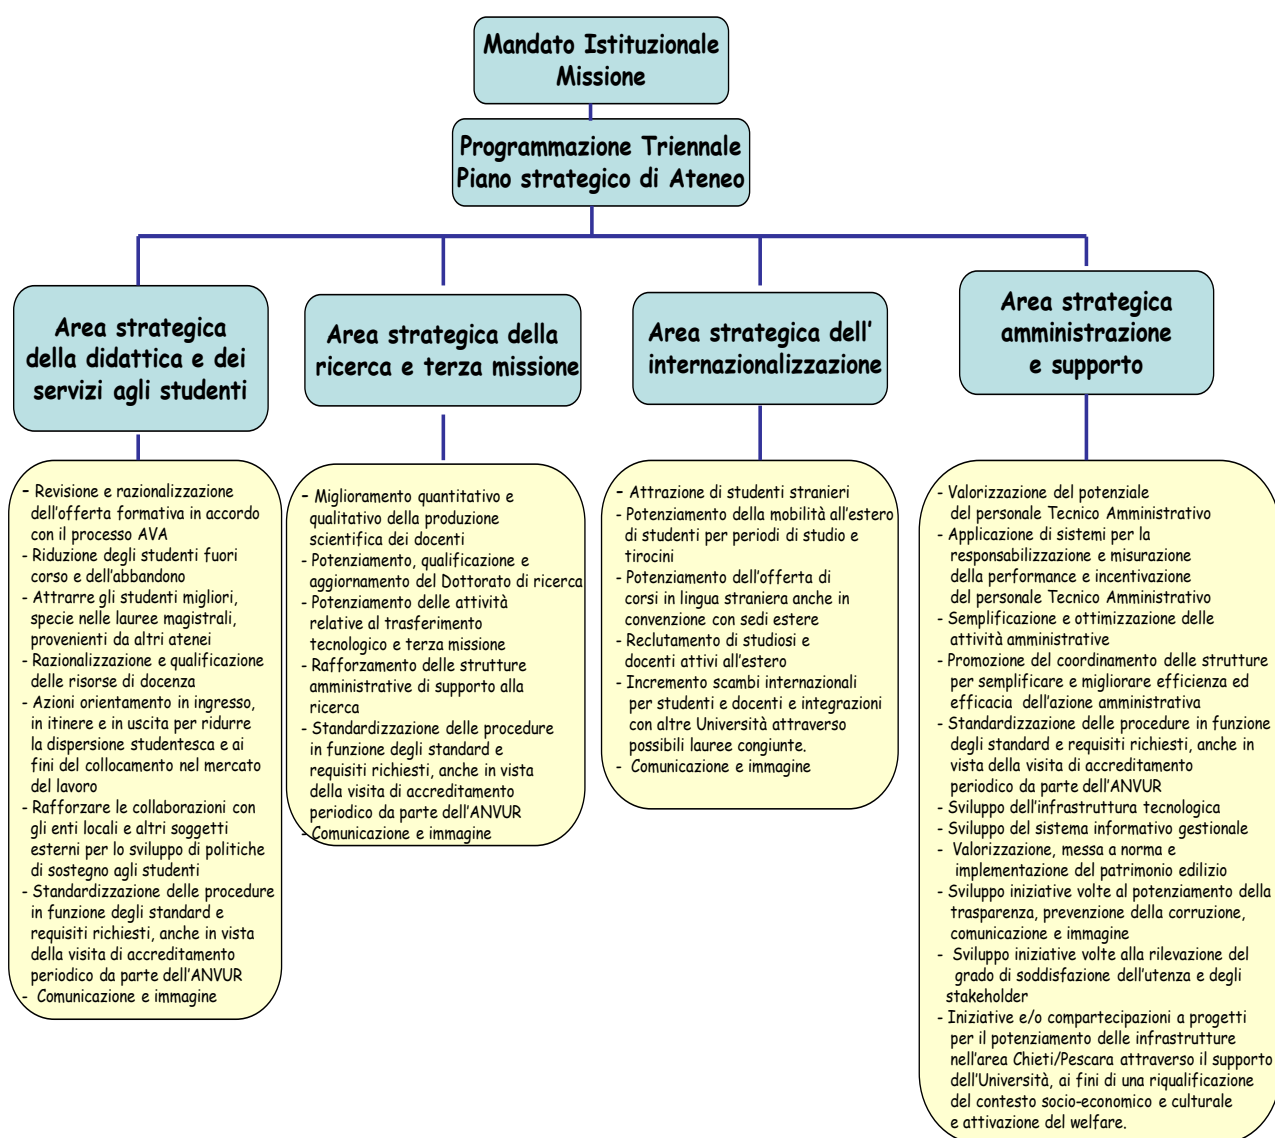 Mandato Istituzionale
Missione
Programmazione Triennale
Piano strategico di Ateneo
Area strategica
della didattica e dei
servizi agli studenti
Area strategica della
ricerca e terza missione
Area strategica dell'
internazionalizzazione
Area strategica
amministrazione
e supporto
- Revisione e razionalizzazione
dell'offerta formativa in accordo
con il processo AVA
- Riduzione degli studenti fuori
corso e dell'abbandono
- Attrarre gli studenti migliori,
specie nelle lauree magistrali,
provenienti da altri atenei
- Razionalizzazione e qualificazione
delle risorse di docenza
- Azioni orientamento in ingresso,
in itinere e in uscita per ridurre
la dispersione studentesca e ai
fini del collocamento nel mercato
del lavoro
- Rafforzare le collaborazioni con
gli enti locali e altri soggetti
esterni per lo sviluppo di politiche
di sostegno agli studenti
- Standardizzazione delle procedure
in funzione degli standard e
requisiti richiesti, anche in vista
della visita di accreditamento
periodico da parte dell'ANVUR
- Comunicazione e immagine
- Miglioramento quantitativo e
qualitativo della produzione
scientifica dei docenti
- Potenziamento, qualificazione e
aggiornamento del Dottorato di ricerca
- Potenziamento delle attività
relative al trasferimento
tecnologico e terza missione
- Rafforzamento delle strutture
amministrative di supporto alla
ricerca
- Standardizzazione delle procedure
in funzione degli standard e
requisiti richiesti, anche in vista
della visita di accreditamento
periodico da parte dell'ANVUR
- Comunicazione e immagine
- Attrazione di studenti stranieri
- Potenziamento della mobilità all'estero
di studenti per periodi di studio e
tirocini
- Potenziamento dell'offerta di
corsi in lingua straniera anche in
convenzione con sedi estere
- Reclutamento di studiosi e
docenti attivi all'estero
- Incremento scambi internazionali
per studenti e docenti e integrazioni
con altre Università attraverso
possibili lauree congiunte.
- Comunicazione e immagine
- Valorizzazione del potenziale
del personale Tecnico Amministrativo
- Applicazione di sistemi per la
responsabilizzazione e misurazione
della performance e incentivazione
del personale Tecnico Amministrativo
- Semplificazione e ottimizzazione delle
attività amministrative
- Promozione del coordinamento delle strutture
per semplificare e migliorare efficienza ed
efficacia dell'azione amministrativa
- Standardizzazione delle procedure in funzione
degli standard e requisiti richiesti, anche in
vista della visita di accreditamento
periodico da parte dell'ANVUR
- Sviluppo dell'infrastruttura tecnologica
- Sviluppo del sistema informativo gestionale
- Valorizzazione, messa a norma e
implementazione del patrimonio edilizio
- Sviluppo iniziative volte al potenziamento della
trasparenza, prevenzione della corruzione,
comunicazione e immagine
- Sviluppo iniziative volte alla rilevazione del
grado di soddisfazione dell'utenza e degli
stakeholder
- Iniziative e/o compartecipazioni a progetti
per il potenziamento delle infrastrutture
nell'area Chieti/Pescara attraverso il supporto
dell'Università, ai fini di una riqualificazione
del contesto socio-economico e culturale
e attivazione del welfare.